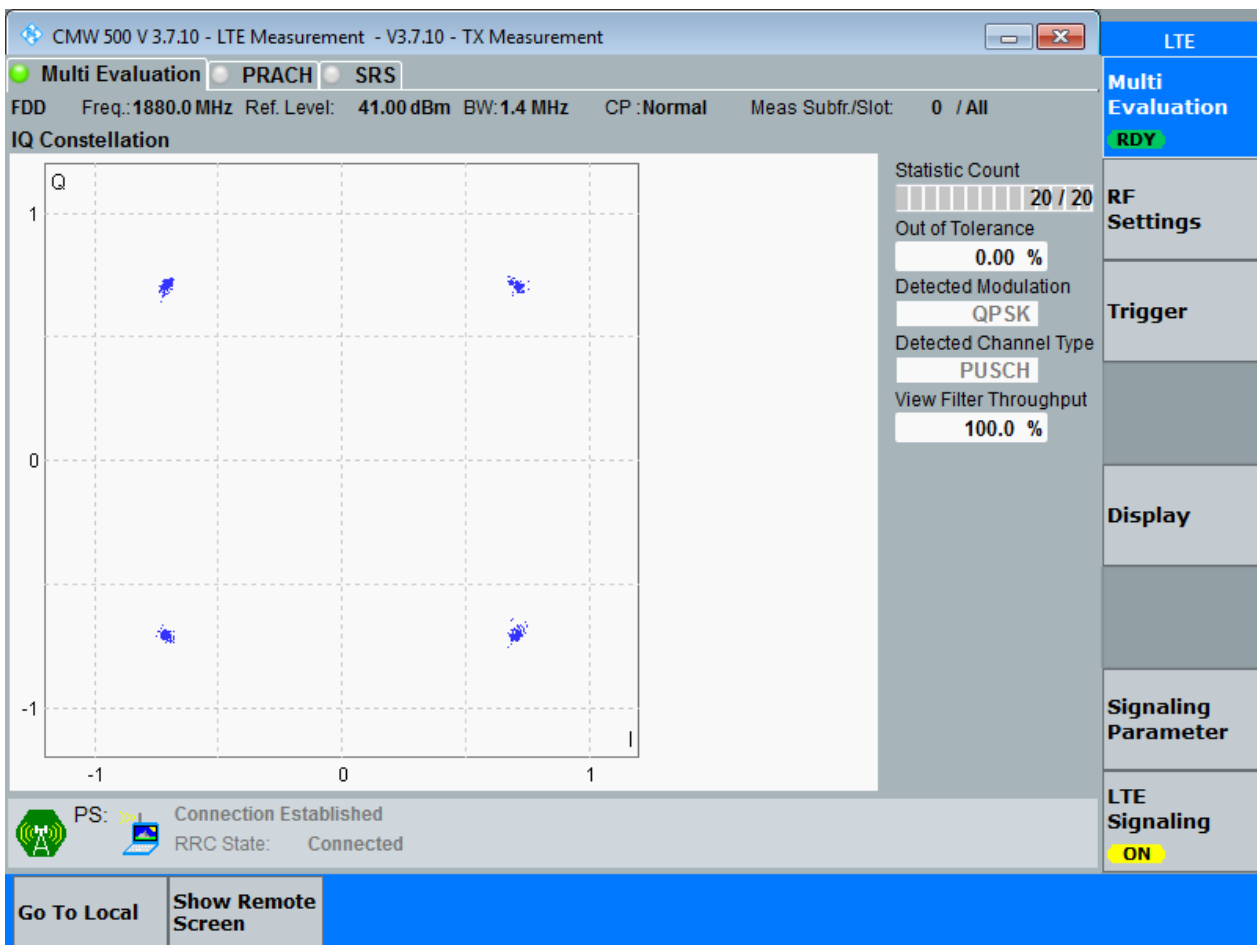 CMW 500 V 3.7.10 - LTE Measurement - V3.7.10 - TX Measurement
LTE
Multi Evaluation PRACH SRS
FDD Freq.: 1880.0 MHz Ref. Level: 41.00 dBm BW: 1.4 MHz CP : Normal Meas Subfr./Slot: 0 / All
IQ Constellation
Q
1
0
-1
-1 0 1
I
Statistic Count
20 / 20
Out of Tolerance
0.00 %
Detected Modulation
QPSK
Detected Channel Type
PUSCH
View Filter Throughput
100.0 %
Multi
Evaluation
RDY
RF
Settings
Trigger
Display
Signaling
Parameter
LTE
Signaling
ON
PS: Connection Established
RRC State: Connected
Go To Local
Show Remote
Screen